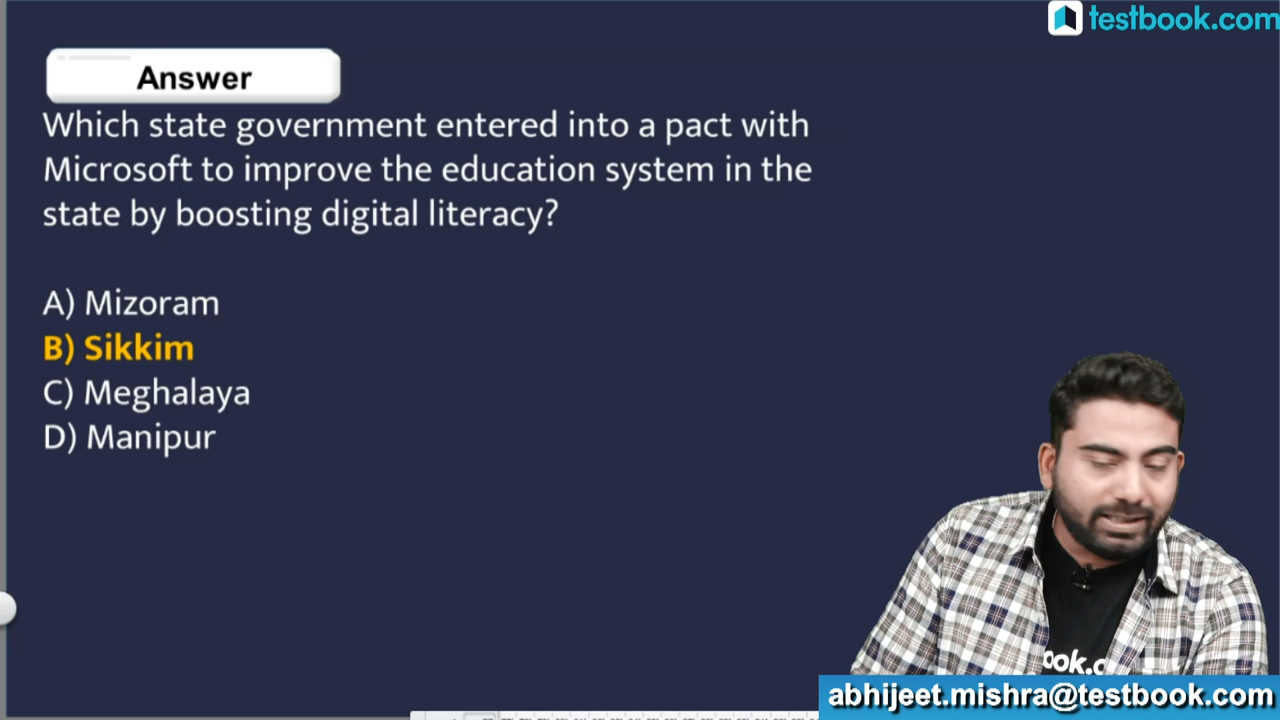 testbook.com
Answer
Which state government entered into a pact with
Microsoft to improve the education system in the
state by boosting digital literacy?
A) Mizoram
B) Sikkim
C) Meghalaya
D) Manipur
abhijeet.mishra@testbook.com